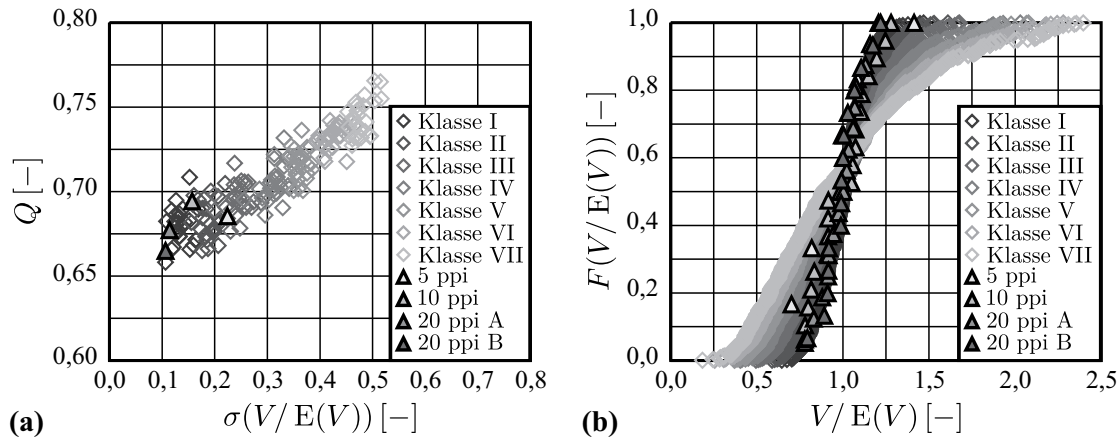 0,80
0,75
0,70
0,65
0,60
Q [–]
0,0 0,1 0,2 0,3 0,4 0,5 0,6 0,7 0,8
σ(V/ E(V)) [–]
Klasse I
Klasse II
Klasse III
Klasse IV
Klasse V
Klasse VI
Klasse VII
5 ppi
10 ppi
20 ppi A
20 ppi B
(a)
1,0
0,8
0,6
0,4
0,2
0,0
F(V/ E(V)) [–]
0,0 0,5 1,0 1,5 2,0 2,5
V/ E(V) [–]
Klasse I
Klasse II
Klasse III
Klasse IV
Klasse V
Klasse VI
Klasse VII
5 ppi
10 ppi
20 ppi A
20 ppi B
(b)